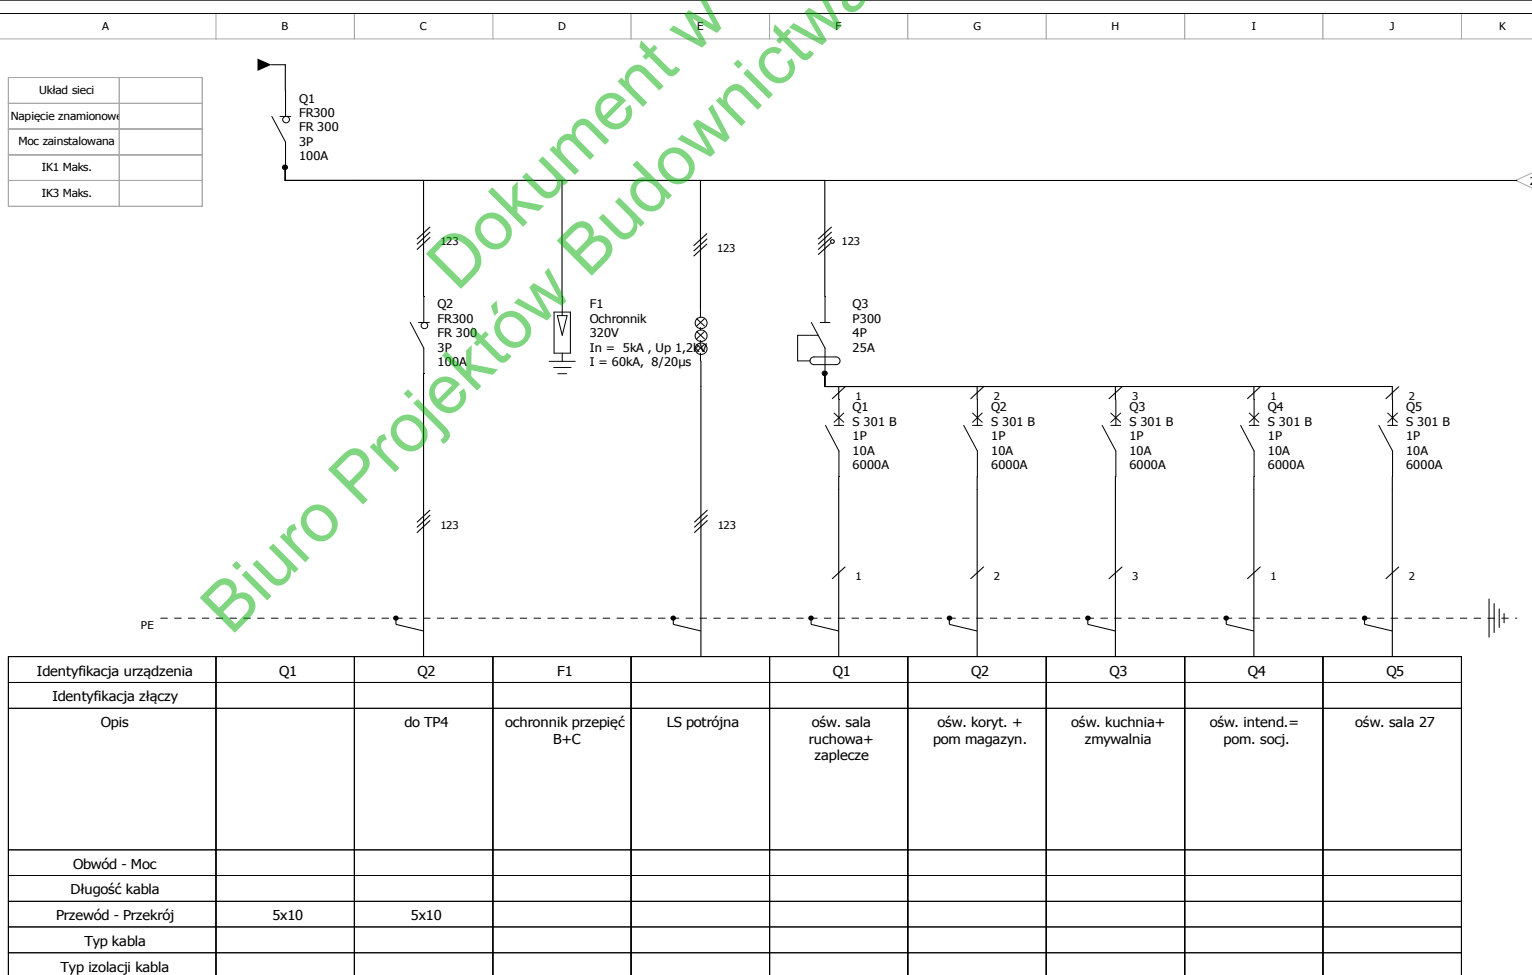 A B C D E F G H I J K
Układ sieci
Napięcie znamionowe
Moc zainstalowana
IK1 Maks.
IK3 Maks.
Q1
FR300
FR 300
3P
100A
2
123
123
123
Q2
FR300
FR 300
3P
100A
F1
Ochronnik
320V
In = 5kA , Up 1,2kV
I = 60kA, 8/20µs
Q3
P300
4P
25A
1
Q1
S 301 B
1P
10A
6000A
2
Q2
S 301 B
1P
10A
6000A
3
Q3
S 301 B
1P
10A
6000A
1
Q4
S 301 B
1P
10A
6000A
2
Q5
S 301 B
1P
10A
6000A
123
123
1
2
3
1
2
PE
Dokument w
Biuro Projektów Budownictwa
Identyfikacja urządzenia Q1 Q2 F1 Q1 Q2 Q3 Q4 Q5
Identyfikacja złączy
Opis
do TP4
ochronnik przepięć
B+C
LS potrójna
ośw. sala
ruchowa+
zaplecze
ośw. koryt. +
pom magazyn.
ośw. kuchnia+
zmywalnia
ośw. intend.=
pom. socj.
ośw. sala 27
Obwód - Moc
Długość kabla
Przewód - Przekrój 5x10 5x10
Typ kabla
Typ izolacji kabla